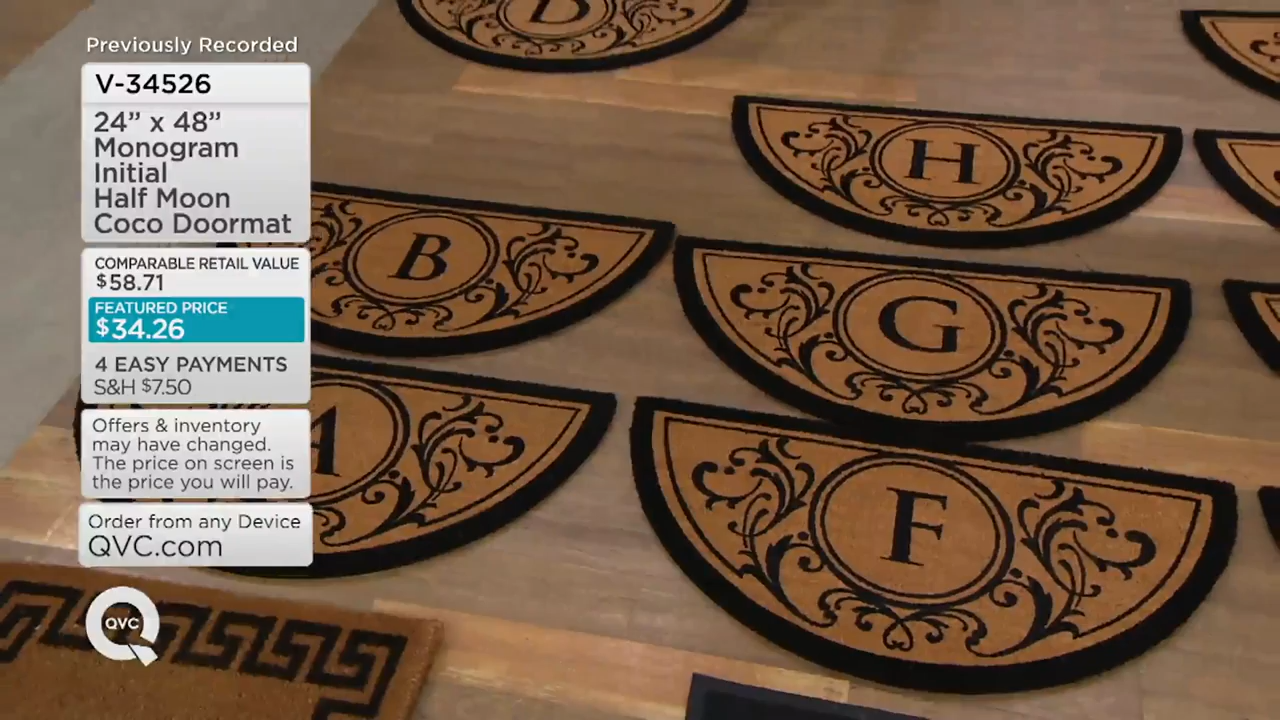 Previously Recorded
V-34526
24” x 48”
Monogram
Initial
Half Moon
Coco Doormat
COMPARABLE RETAIL VALUE
$58.71
FEATURED PRICE
$34.26
4 EASY PAYMENTS
S&H $7.50
Offers & inventory
may have changed.
The price on screen is
the price you will pay.
Order from any Device
QVC.com
QVC
D
H
B
G
A
F